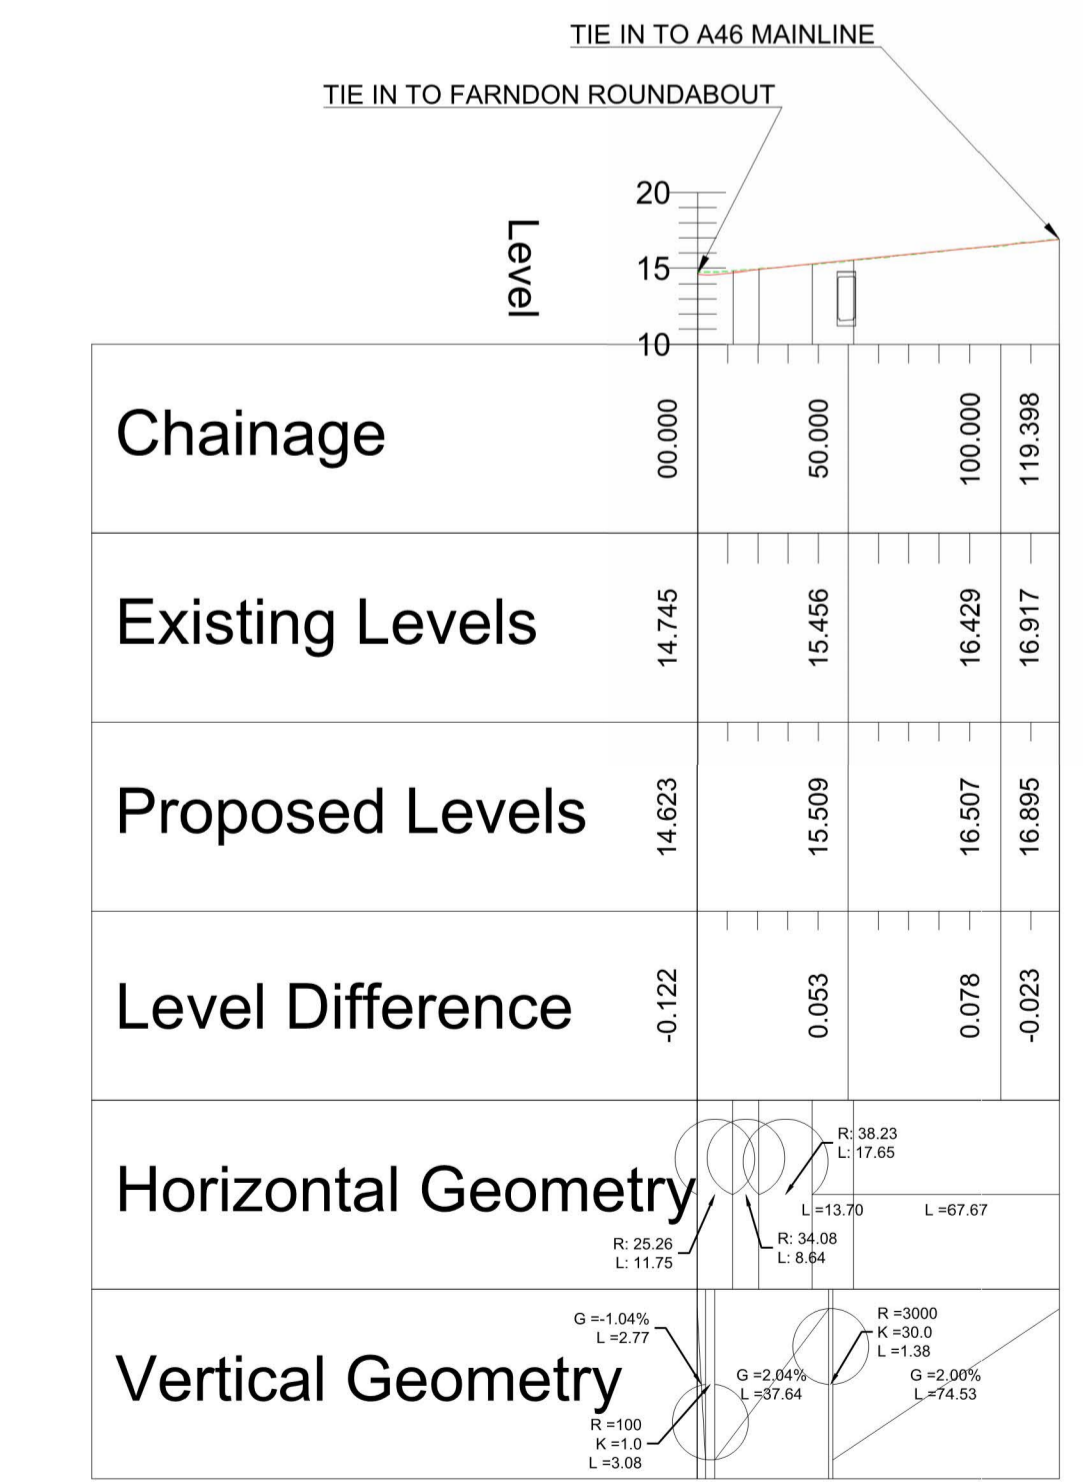 TIE IN TO A46 MAINLINE
TIE IN TO FARNDON ROUNDABOUT
Level
20
15
10
Chainage
00.000
50.000
100.000
119.398
Existing Levels
14.745
15.456
16.429
16.917
Proposed Levels
14.623
15.509
16.507
16.895
Level Difference
-0.122
0.053
0.078
-0.023
Horizontal Geometry
R: 25.26
L: 11.75
R: 34.08
L: 8.64
R: 38.23
L: 17.65
L =13.70
L =67.67
Vertical Geometry
G =-1.04%
L =2.77
R =100
K =1.0
L =3.08
G =2.04%
L =37.64
R =3000
K =30.0
L =1.38
G =2.00%
L =74.53